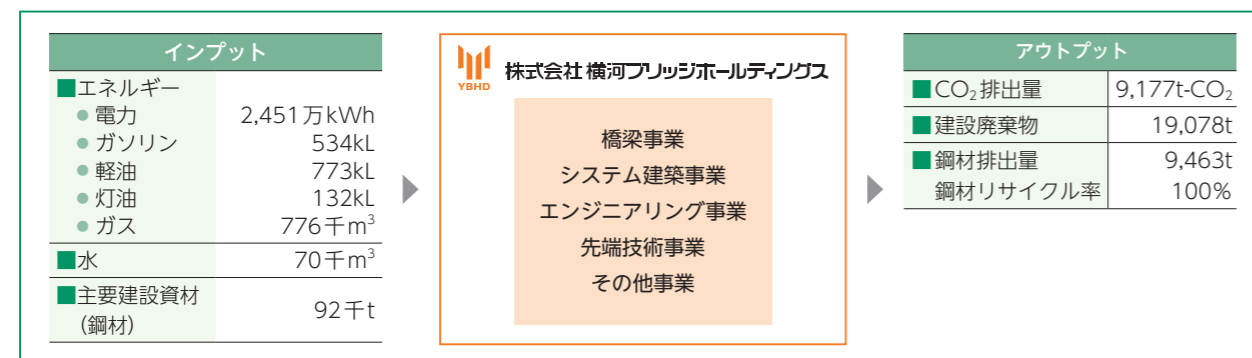 インプット
■エネルギー
●電力 2,451万kWh
●ガソリン 534kL
●軽油 773kL
●灯油 132kL
●ガス 776千m³
■水 70千m³
■主要建設資材
(鋼材) 92千t
YBHD
株式会社 横河ブリッジホールディングス
橋梁事業
システム建築事業
エンジニアリング事業
先端技術事業
その他事業
アウトプット
■CO₂排出量 9,177t-CO₂
■建設廃棄物 19,078t
■鋼材排出量 9,463t
鋼材リサイクル率 100%